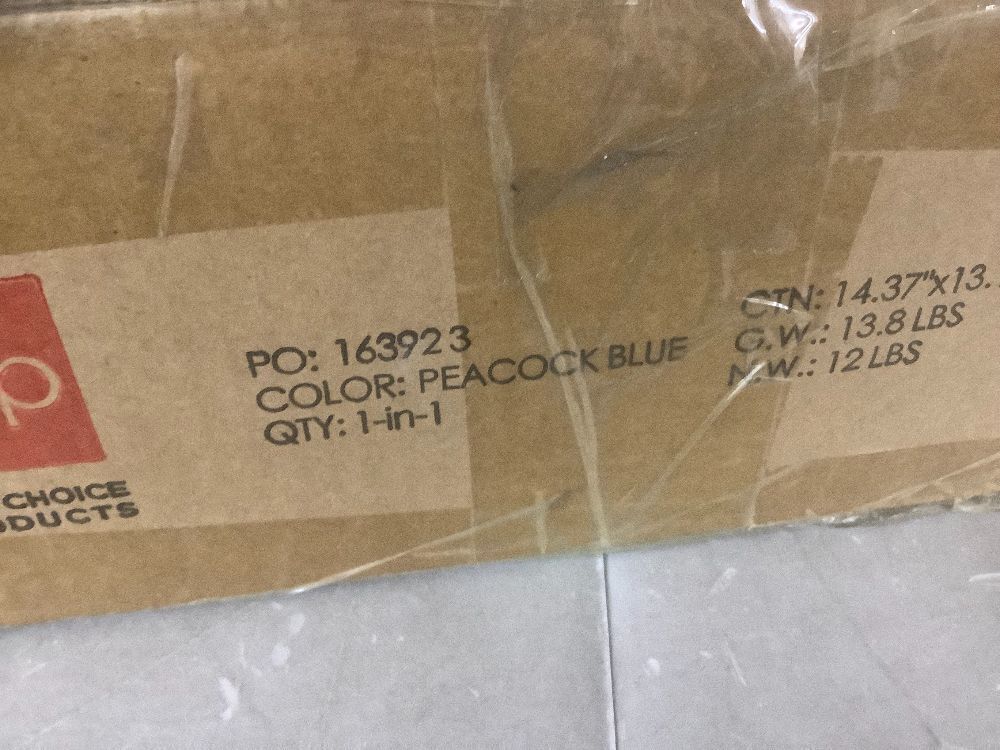 p
CHOICE
ODUCTS
PO: 163923
COLOR: PEACOCK BLUE
QTY: 1-in-1
CTN: 14.37"x13.
G.W.: 13.8 LBS
N.W.: 12 LBS